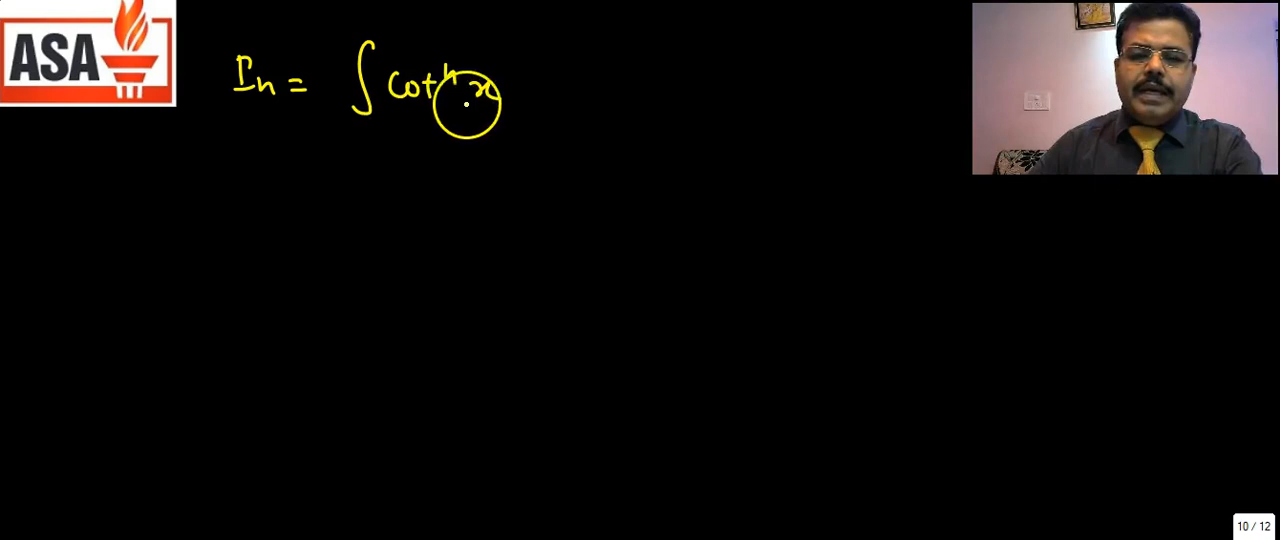 ASA
Iₙ = ∫ cotⁿ x
10 / 12